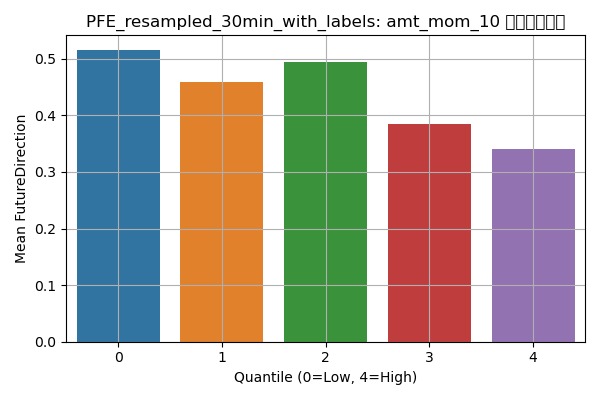 PFE_resampled_30min_with_labels: amt_mom_10
Mean FutureDirection
0.5
0.4
0.3
0.2
0.1
0.0
0 1 2 3 4
Quantile (0=Low, 4=High)